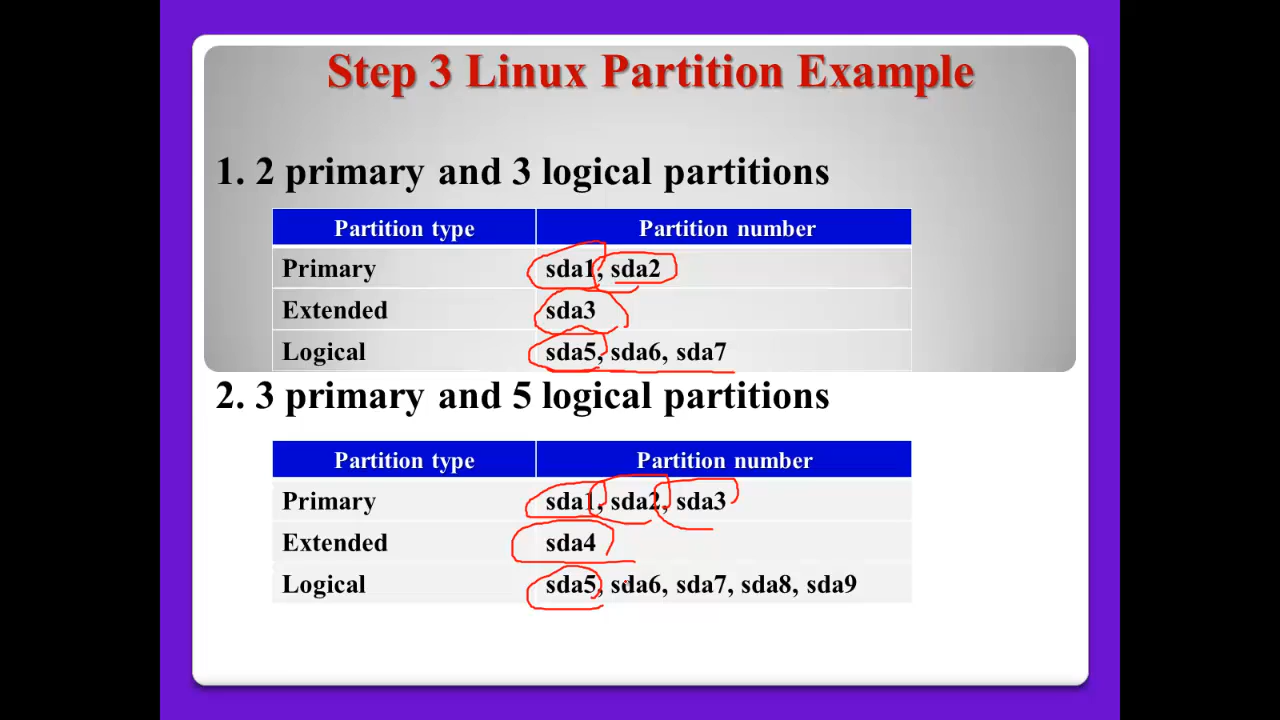 Step 3 Linux Partition Example
1. 2 primary and 3 logical partitions
Partition type Partition number
Primary sda1, sda2
Extended sda3
Logical sda5, sda6, sda7
2. 3 primary and 5 logical partitions
Partition type Partition number
Primary sda1, sda2, sda3
Extended sda4
Logical sda5, sda6, sda7, sda8, sda9